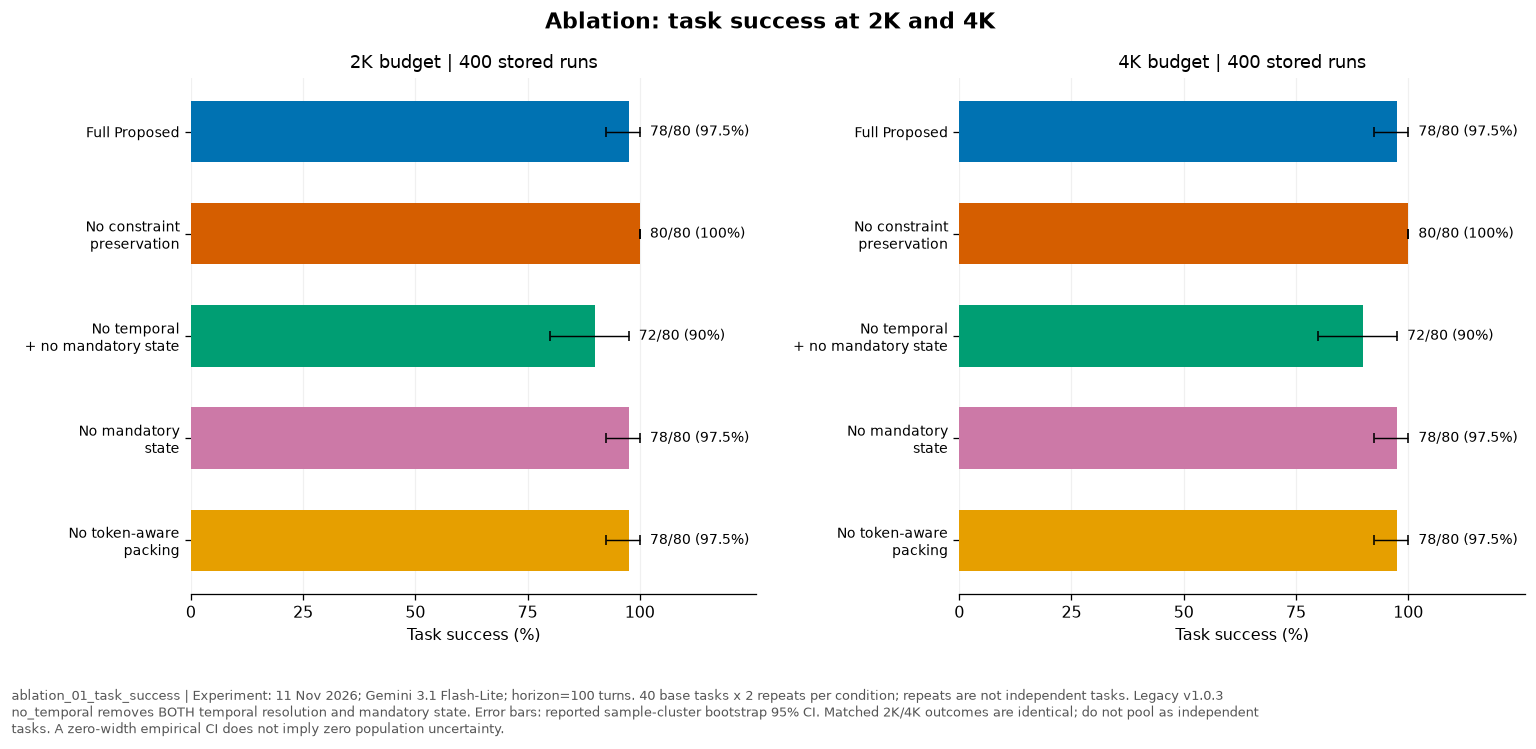 Ablation: task success at 2K and 4K
2K budget | 400 stored runs
Full Proposed
78/80 (97.5%)
No constraint
preservation
80/80 (100%)
No temporal
+ no mandatory state
72/80 (90%)
No mandatory
state
78/80 (97.5%)
No token-aware
packing
78/80 (97.5%)
0 25 50 75 100
Task success (%)
4K budget | 400 stored runs
Full Proposed
78/80 (97.5%)
No constraint
preservation
80/80 (100%)
No temporal
+ no mandatory state
72/80 (90%)
No mandatory
state
78/80 (97.5%)
No token-aware
packing
78/80 (97.5%)
0 25 50 75 100
Task success (%)
ablation_01_task_success | Experiment: 11 Nov 2026; Gemini 3.1 Flash-Lite; horizon=100 turns. 40 base tasks x 2 repeats per condition; repeats are not independent tasks. Legacy v1.0.3
no_temporal removes BOTH temporal resolution and mandatory state. Error bars: reported sample-cluster bootstrap 95% CI. Matched 2K/4K outcomes are identical; do not pool as independent
tasks. A zero-width empirical CI does not imply zero population uncertainty.